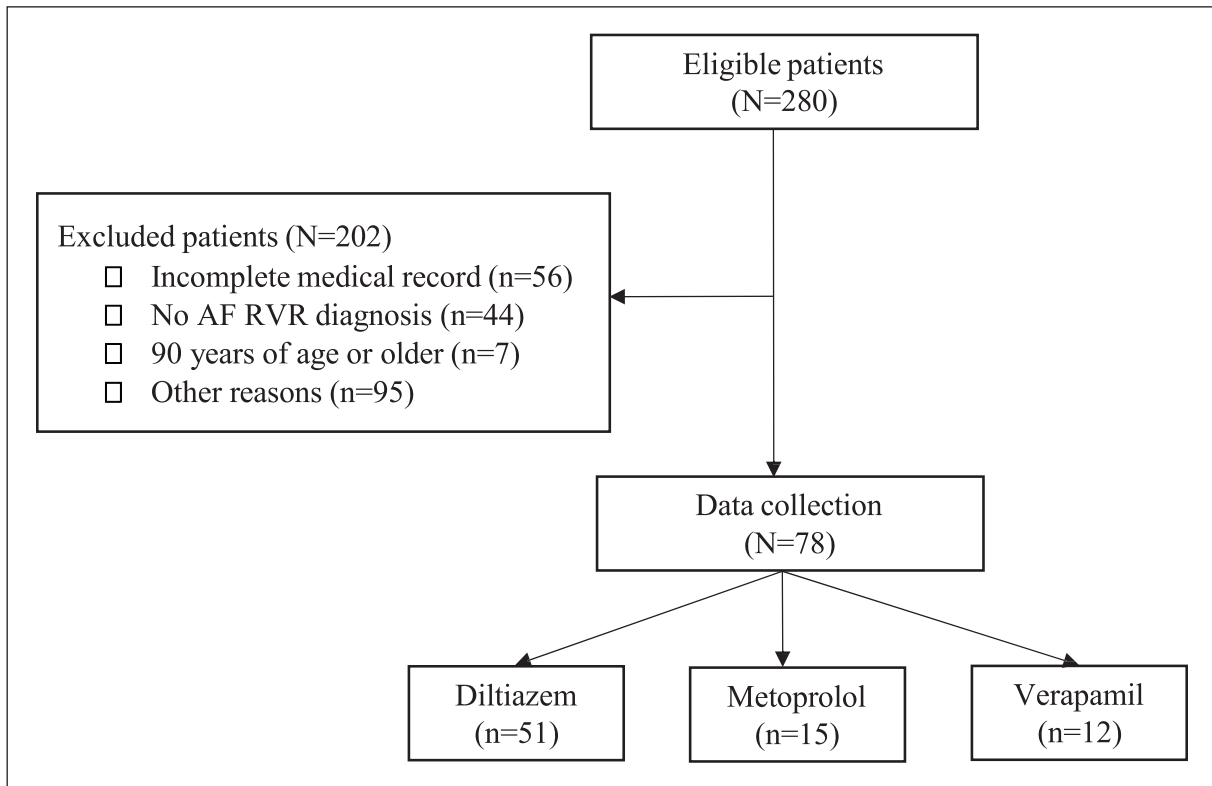 Eligible patients
(N=280)
Excluded patients (N=202)
☐ Incomplete medical record (n=56)
☐ No AF RVR diagnosis (n=44)
☐ 90 years of age or older (n=7)
☐ Other reasons (n=95)
Data collection
(N=78)
Diltiazem
(n=51)
Metoprolol
(n=15)
Verapamil
(n=12)